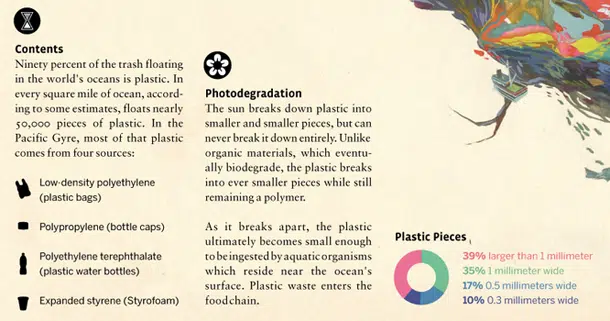 Contents
Ninety percent of the trash floating
in the world's oceans is plastic. In
every square mile of ocean, accord-
ing to some estimates, floats nearly
50,000 pieces of plastic. In the
Pacific Gyre, most of that plastic
comes from four sources:
Low-density polyethylene
(plastic bags)
Polypropylene (bottle caps)
Polyethylene terephthalate
(plastic water bottles)
Expanded styrene (Styrofoam)
Photodegradation
The sun breaks down plastic into
smaller and smaller pieces, but can
never break it down entirely. Unlike
organic materials, which eventu-
ally biodegrade, the plastic breaks
into ever smaller pieces while still
remaining a polymer.
As it breaks apart, the plastic
ultimately becomes small enough
to be ingested by aquatic organisms
which reside near the ocean's
surface. Plastic waste enters the
food chain.
Plastic Pieces
39% larger than 1 millimeter
35% 1 millimeter wide
17% 0.5 millimeters wide
10% 0.3 millimeters wide